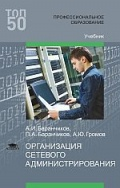 ТОП
50
ПРОФЕССИОНАЛЬНОЕ
ОБРАЗОВАНИЕ
Учебник
А.И.Баранчиков
П.А.Баранчиков, А.Ю.Громов
ОРГАНИЗАЦИЯ
СЕТЕВОГО
АДМИНИСТРИРОВАНИЯ